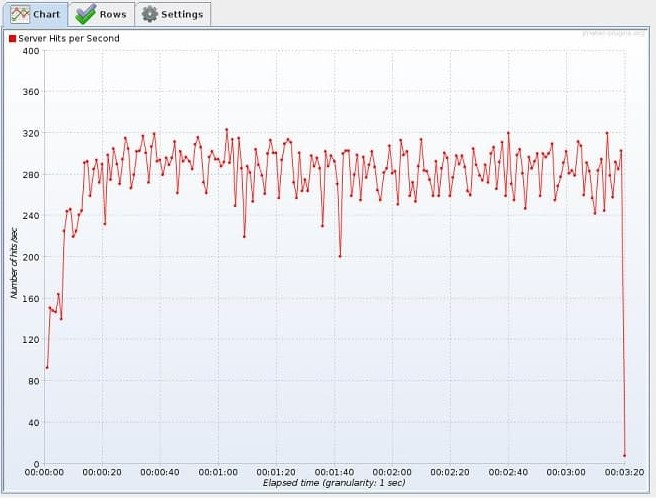 Chart Rows Settings
Server Hits per Second
jmeter-plugins.org
400
360
320
280
240
200
160
120
80
40
0
Number of hits/sec
00:00:00 00:00:20 00:00:40 00:01:00 00:01:20 00:01:40 00:02:00 00:02:20 00:02:40 00:03:00 00:03:20
Elapsed time (granularity: 1 sec)